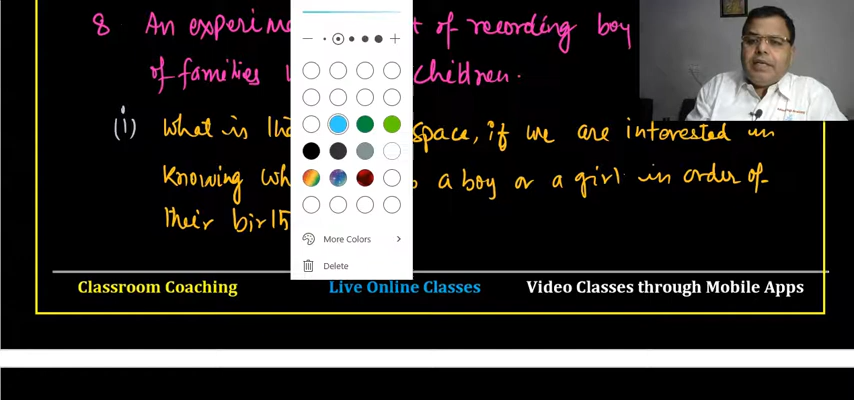 8 An experime t of recording boy
of families children.
(i) What is the space, if we are interested in
Knowing wh a boy or a girl in order of
their birth
More Colors
Delete
Classroom Coaching Live Online Classes Video Classes through Mobile Apps